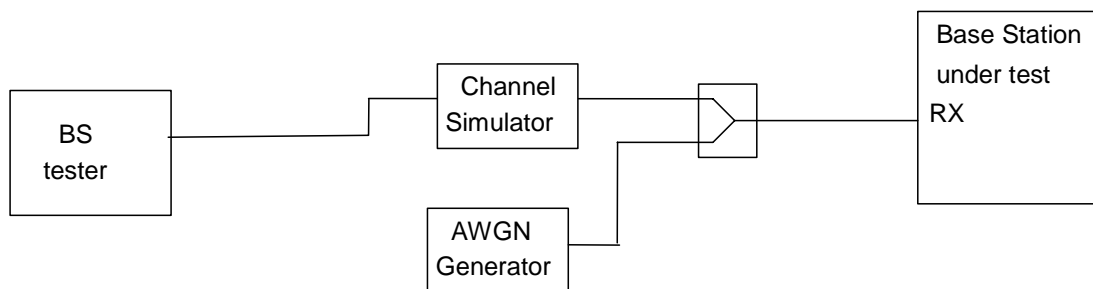 BS
tester
Channel
Simulator
AWGN
Generator
Base Station
under test
RX